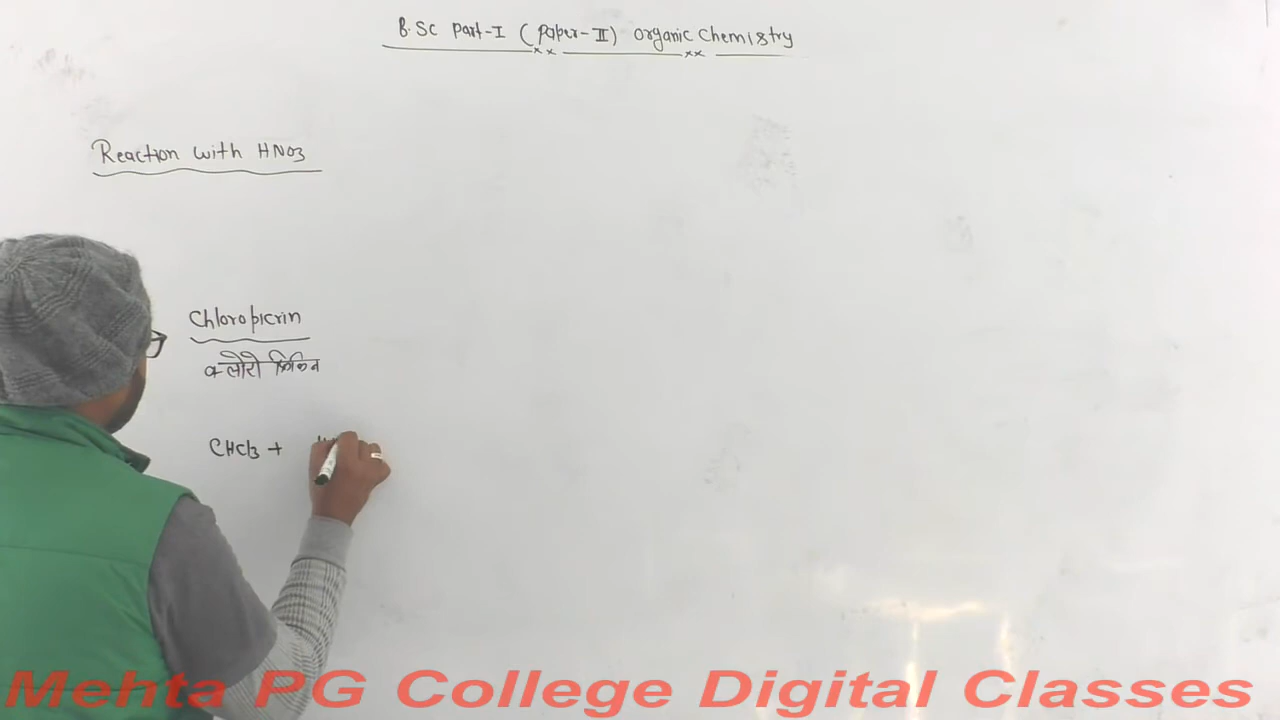 B.Sc Part-I (Paper-II) Organic Chemistry
Reaction with HNO3
Chloropicrin
क्लोरो पिक्रिन
CHCl3 +
Mehta PG College Digital Classes